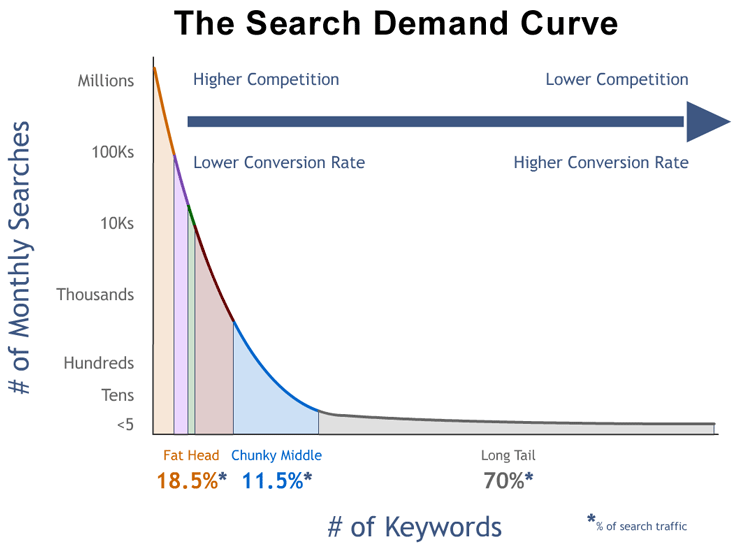 The Search Demand Curve
Millions
Higher Competition
Lower Competition
100Ks
Lower Conversion Rate
Higher Conversion Rate
10Ks
Thousands
Hundreds
Tens
<5
# of Monthly Searches
Fat Head
Chunky Middle
Long Tail
18.5%*
11.5%*
70%*
# of Keywords
*% of search traffic